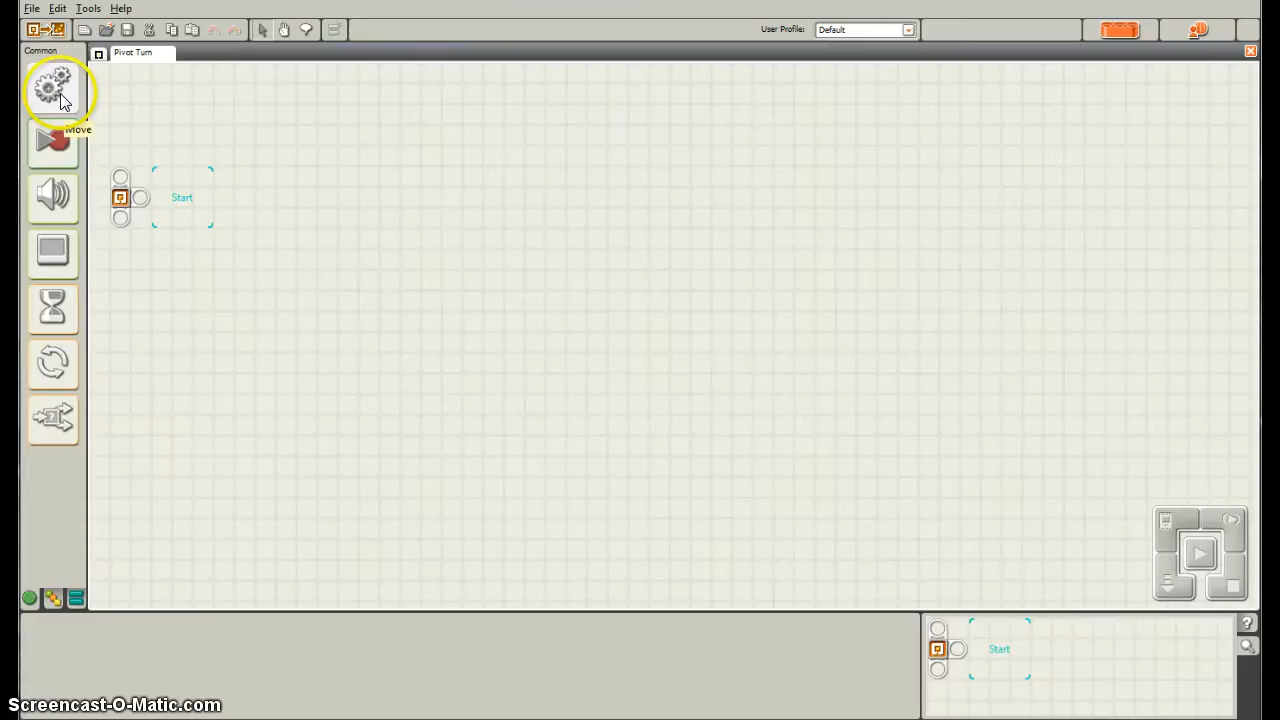 File Edit Tools Help
User Profile: Default
Common
Pivot Turn
Move
Start
Start
Screencast-O-Matic.com